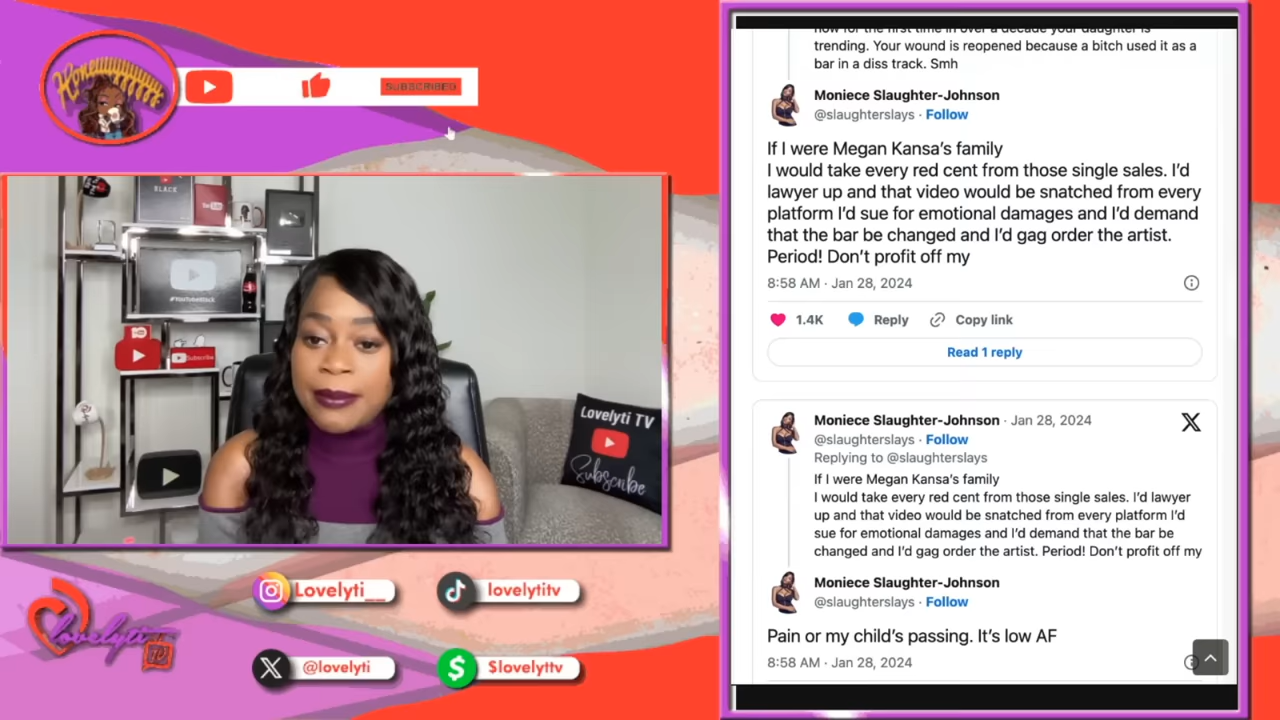 Honeyyyyyyyy
SUBSCRIBED
BLACK
#YouTubeBlack
Subscribe
Lovelyti TV
Subscribe
Lovelyti
TV
Lovelyti__
lovelytitv
@lovelyti
$lovelyttv
now for the first time in over a decade your daughter is
trending. Your wound is reopened because a bitch used it as a
bar in a diss track. Smh
Moniece Slaughter-Johnson
@slaughterslays · Follow
If I were Megan Kansa’s family
I would take every red cent from those single sales. I’d
lawyer up and that video would be snatched from every
platform I’d sue for emotional damages and I’d demand
that the bar be changed and I’d gag order the artist.
Period! Don’t profit off my
8:58 AM · Jan 28, 2024
1.4K Reply Copy link
Read 1 reply
Moniece Slaughter-Johnson · Jan 28, 2024
@slaughterslays · Follow
Replying to @slaughterslays
If I were Megan Kansa’s family
I would take every red cent from those single sales. I’d lawyer
up and that video would be snatched from every platform I’d
sue for emotional damages and I’d demand that the bar be
changed and I’d gag order the artist. Period! Don’t profit off my
Moniece Slaughter-Johnson
@slaughterslays · Follow
Pain or my child’s passing. It’s low AF
8:58 AM · Jan 28, 2024